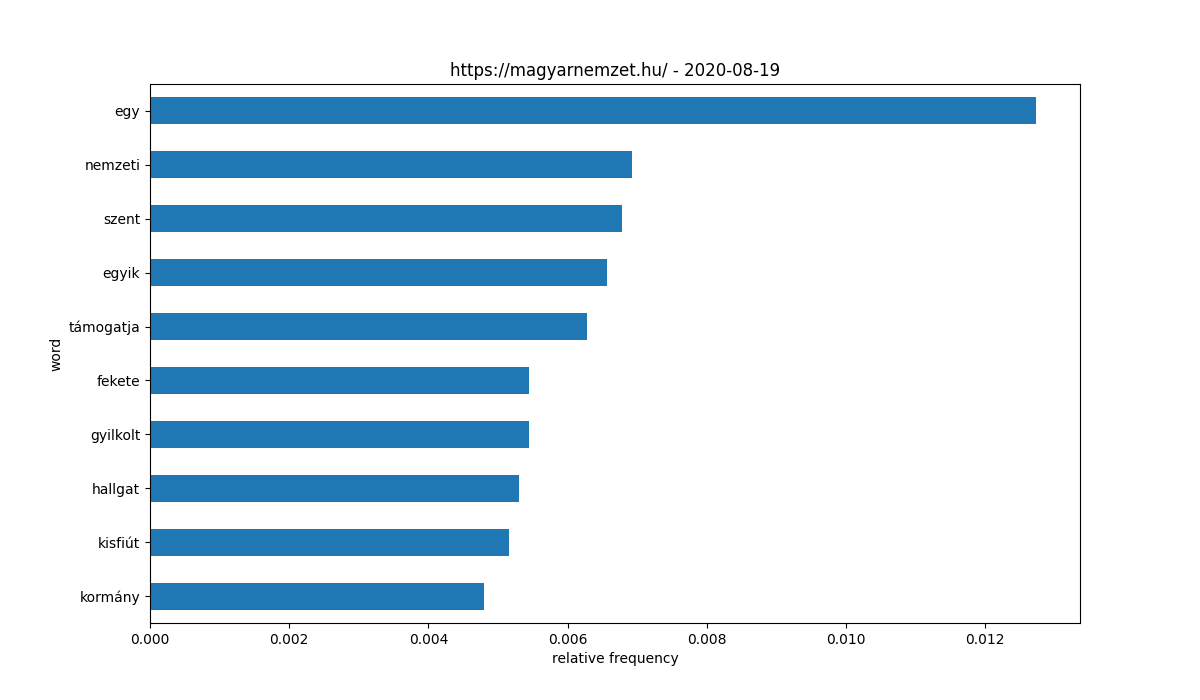 https://magyarnemzet.hu/ - 2020-08-19
egy
nemzeti
szent
egyik
támogatja
fekete
gyilkolt
hallgat
kisfiút
kormány
word
0.000 0.002 0.004 0.006 0.008 0.010 0.012
relative frequency